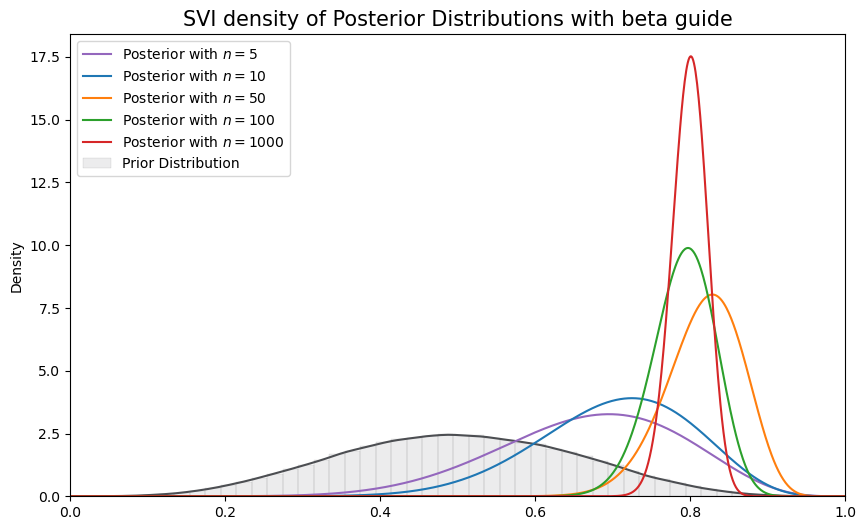 SVI density of Posterior Distributions with beta guide
Posterior with n = 5
Posterior with n = 10
Posterior with n = 50
Posterior with n = 100
Posterior with n = 1000
Prior Distribution
Density
17.5
15.0
12.5
10.0
7.5
5.0
2.5
0.0
0.0 0.2 0.4 0.6 0.8 1.0